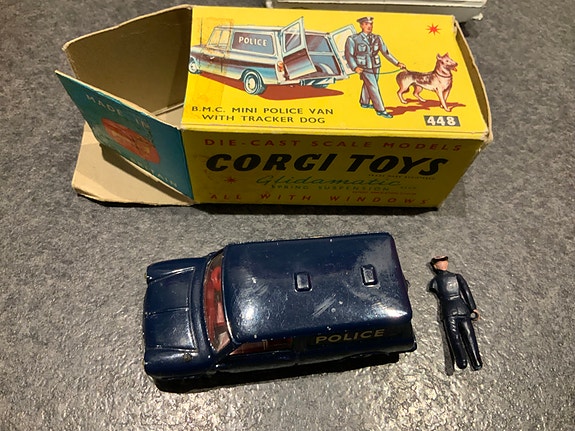 POLICE
B.M.C. MINI POLICE VAN
WITH TRACKER DOG
448
DIE-CAST SCALE MODELS
CORGI TOYS
Glidamatic
SPRING SUSPENSION
ALL WITH WINDOWS
MADE IN
POLICE